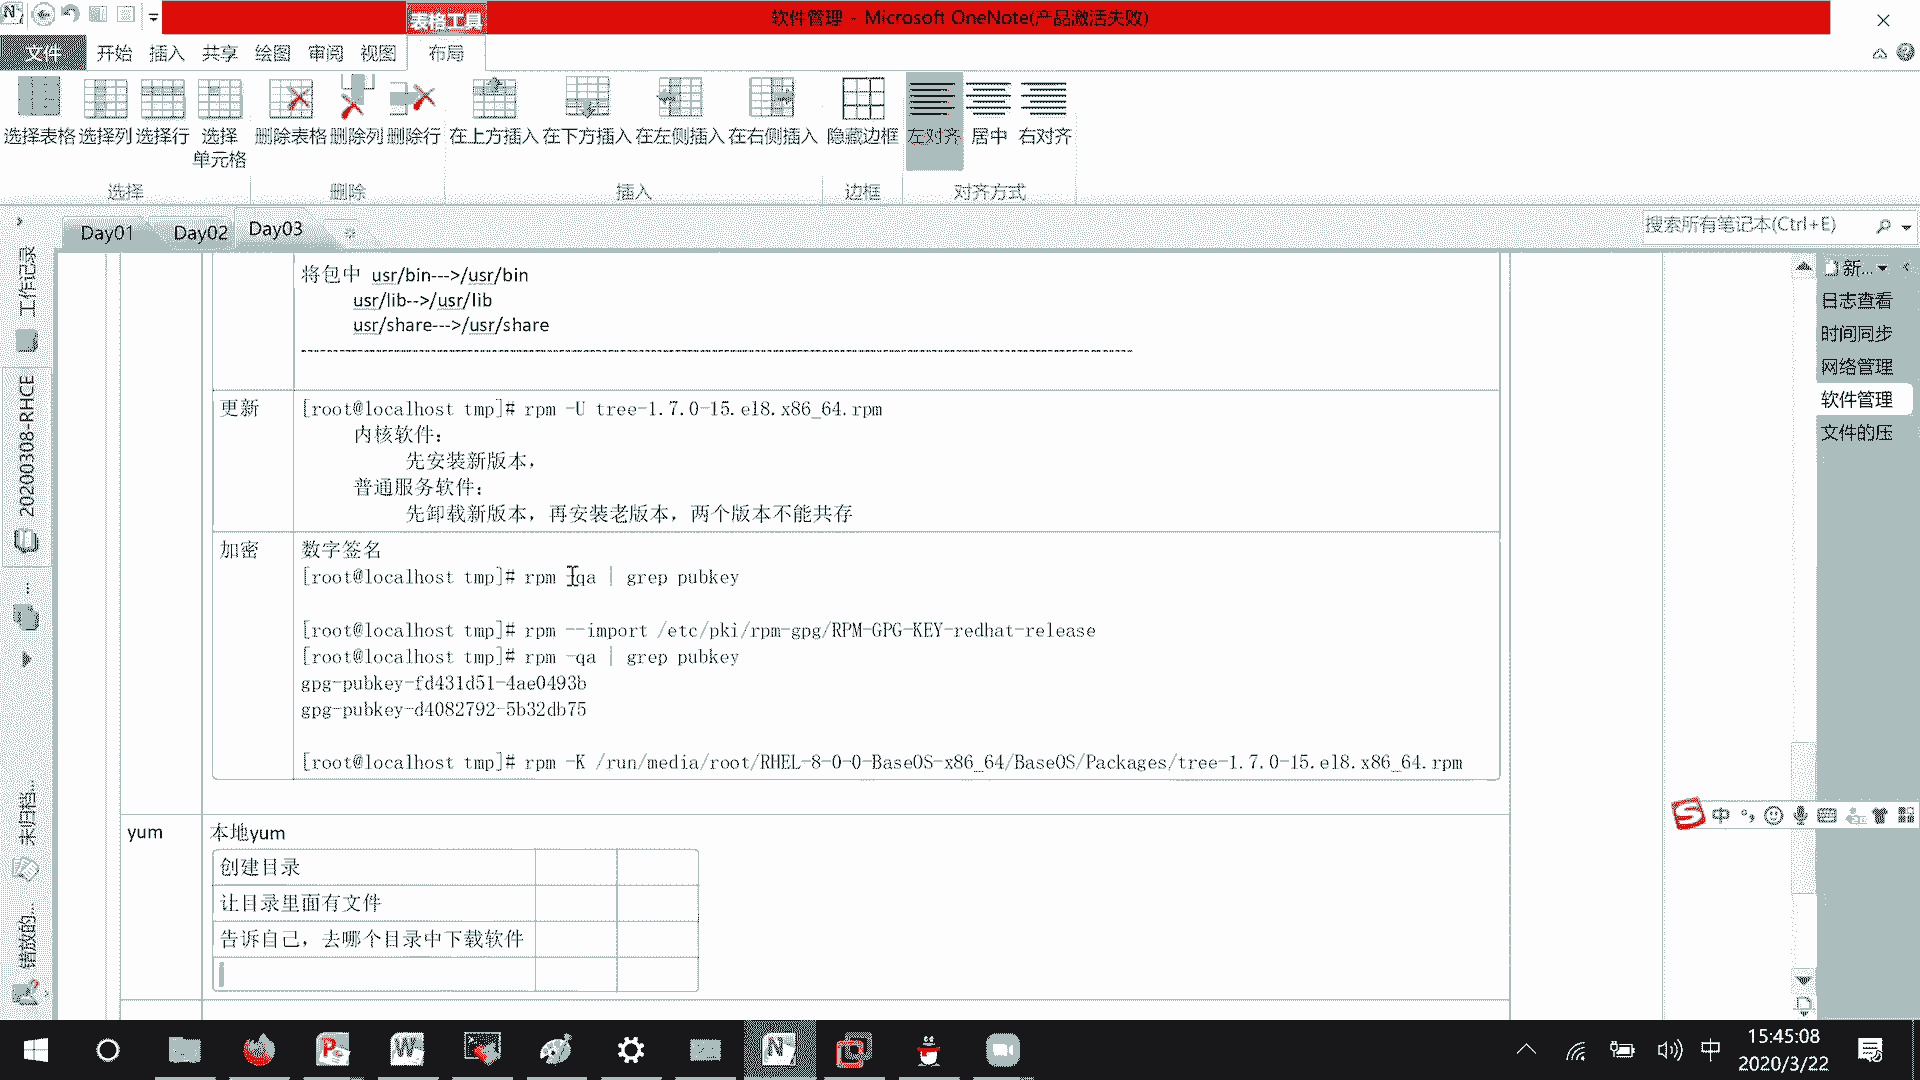 表格工具
软件管理 - Microsoft OneNote(产品激活失败)
文件 开始 插入 共享 绘图 审阅 视图 布局
选择表格 选择列 选择行 选择单元格 删除表格 删除列 删除行 在上方插入 在下方插入 在左侧插入 在右侧插入 隐藏边框 左对齐 居中 右对齐
选择 删除 插入 边框 对齐方式
Day01 Day02 Day03
搜索所有笔记本(Ctrl+E)
工作记录
20200308-RHCE
未归档...
错放的...
新...
日志查看
时间同步
网络管理
软件管理
文件的压
将包中 usr/bin--->/usr/bin
usr/lib-->/usr/lib
usr/share--->/usr/share
更新 [root@localhost tmp]# rpm -U tree-1.7.0-15.el8.x86_64.rpm
内核软件：
先安装新版本，
普通服务软件：
先卸载新版本，再安装老版本，两个版本不能共存
加密 数字签名
[root@localhost tmp]# rpm -qa | grep pubkey
[root@localhost tmp]# rpm --import /etc/pki/rpm-gpg/RPM-GPG-KEY-redhat-release
[root@localhost tmp]# rpm -qa | grep pubkey
gpg-pubkey-fd431d51-4ae0493b
gpg-pubkey-d4082792-5b32db75
[root@localhost tmp]# rpm -K /run/media/root/RHEL-8-0-0-BaseOS-x86_64/BaseOS/Packages/tree-1.7.0-15.el8.x86_64.rpm
yum 本地yum
创建目录
让目录里面有文件
告诉自己，去哪个目录中下载软件
中
中
15:45:08
2020/3/22